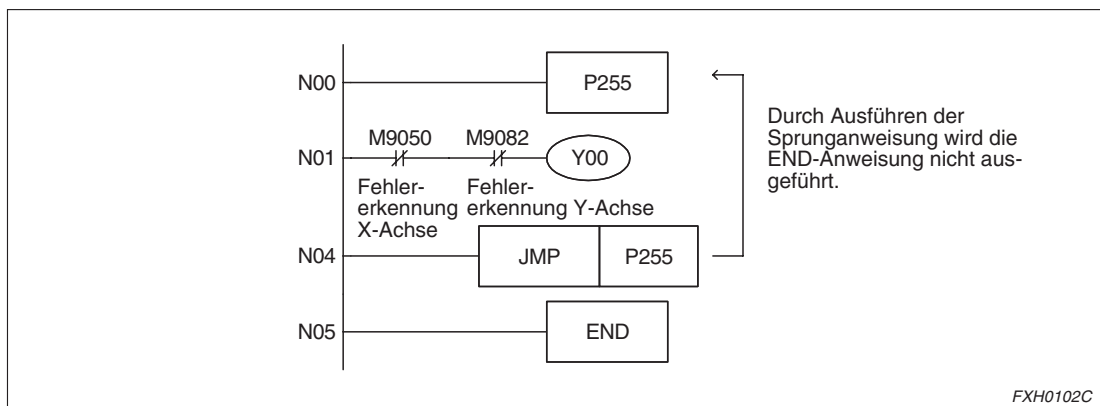 N00
P255
Durch Ausführen der
Sprunganweisung wird die
END-Anweisung nicht aus-
geführt.
M9050 M9082
N01
Y00
Fehler- Fehler-
erkennung erkennung Y-Achse
X-Achse
N04
JMP P255
N05
END
FXH0102C